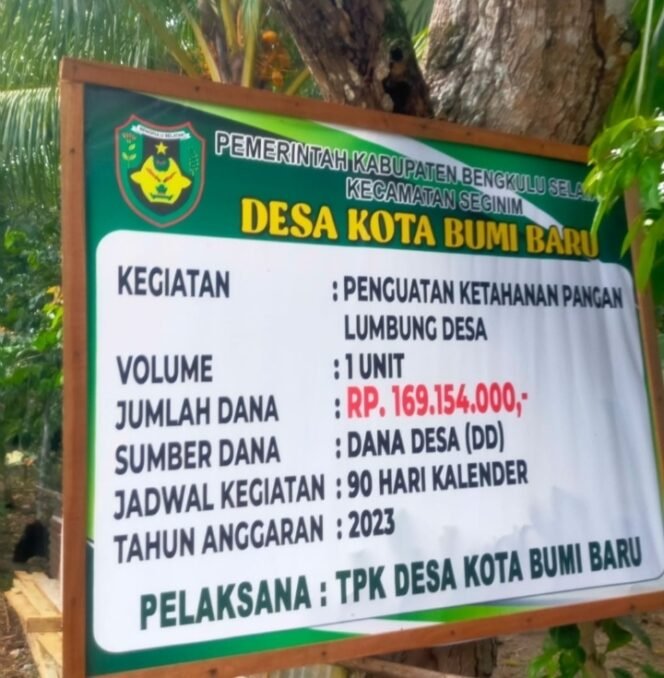 BENGKULU SELATAN
PEMERINTAH KABUPATEN BENGKULU SELA
KECAMATAN SEGINIM
DESA KOTA BUMI BARU
KEGIATAN : PENGUATAN KETAHANAN PANGAN
LUMBUNG DESA
VOLUME : 1 UNIT
JUMLAH DANA : RP. 169.154.000,-
SUMBER DANA : DANA DESA (DD)
JADWAL KEGIATAN : 90 HARI KALENDER
TAHUN ANGGARAN : 2023
PELAKSANA : TPK DESA KOTA BUMI BARU